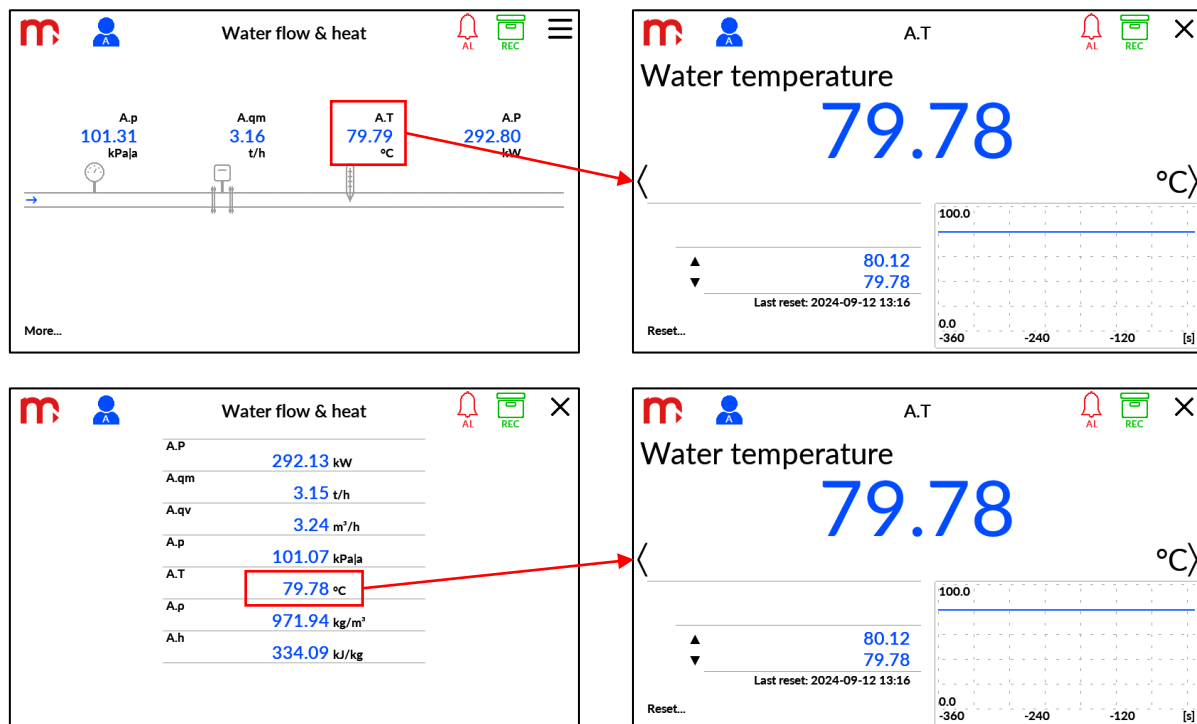 Water flow & heat
A
AL
REC
A.p
101.31
kPa|a
A.qm
3.16
t/h
A.T
79.79
°C
A.P
292.80
kW
→
More...
A.T
A
AL
REC
Water temperature
79.78
°C
▲ 80.12
▼ 79.78
Last reset: 2024-09-12 13:16
Reset...
100.0
0.0
-360 -240 -120 [s]
Water flow & heat
A
AL
REC
A.P
292.13 kW
A.qm
3.15 t/h
A.qv
3.24 m³/h
A.p
101.07 kPa|a
A.T
79.78 °C
A.ρ
971.94 kg/m³
A.h
334.09 kJ/kg
A.T
A
AL
REC
Water temperature
79.78
°C
▲ 80.12
▼ 79.78
Last reset: 2024-09-12 13:16
Reset...
100.0
0.0
-360 -240 -120 [s]